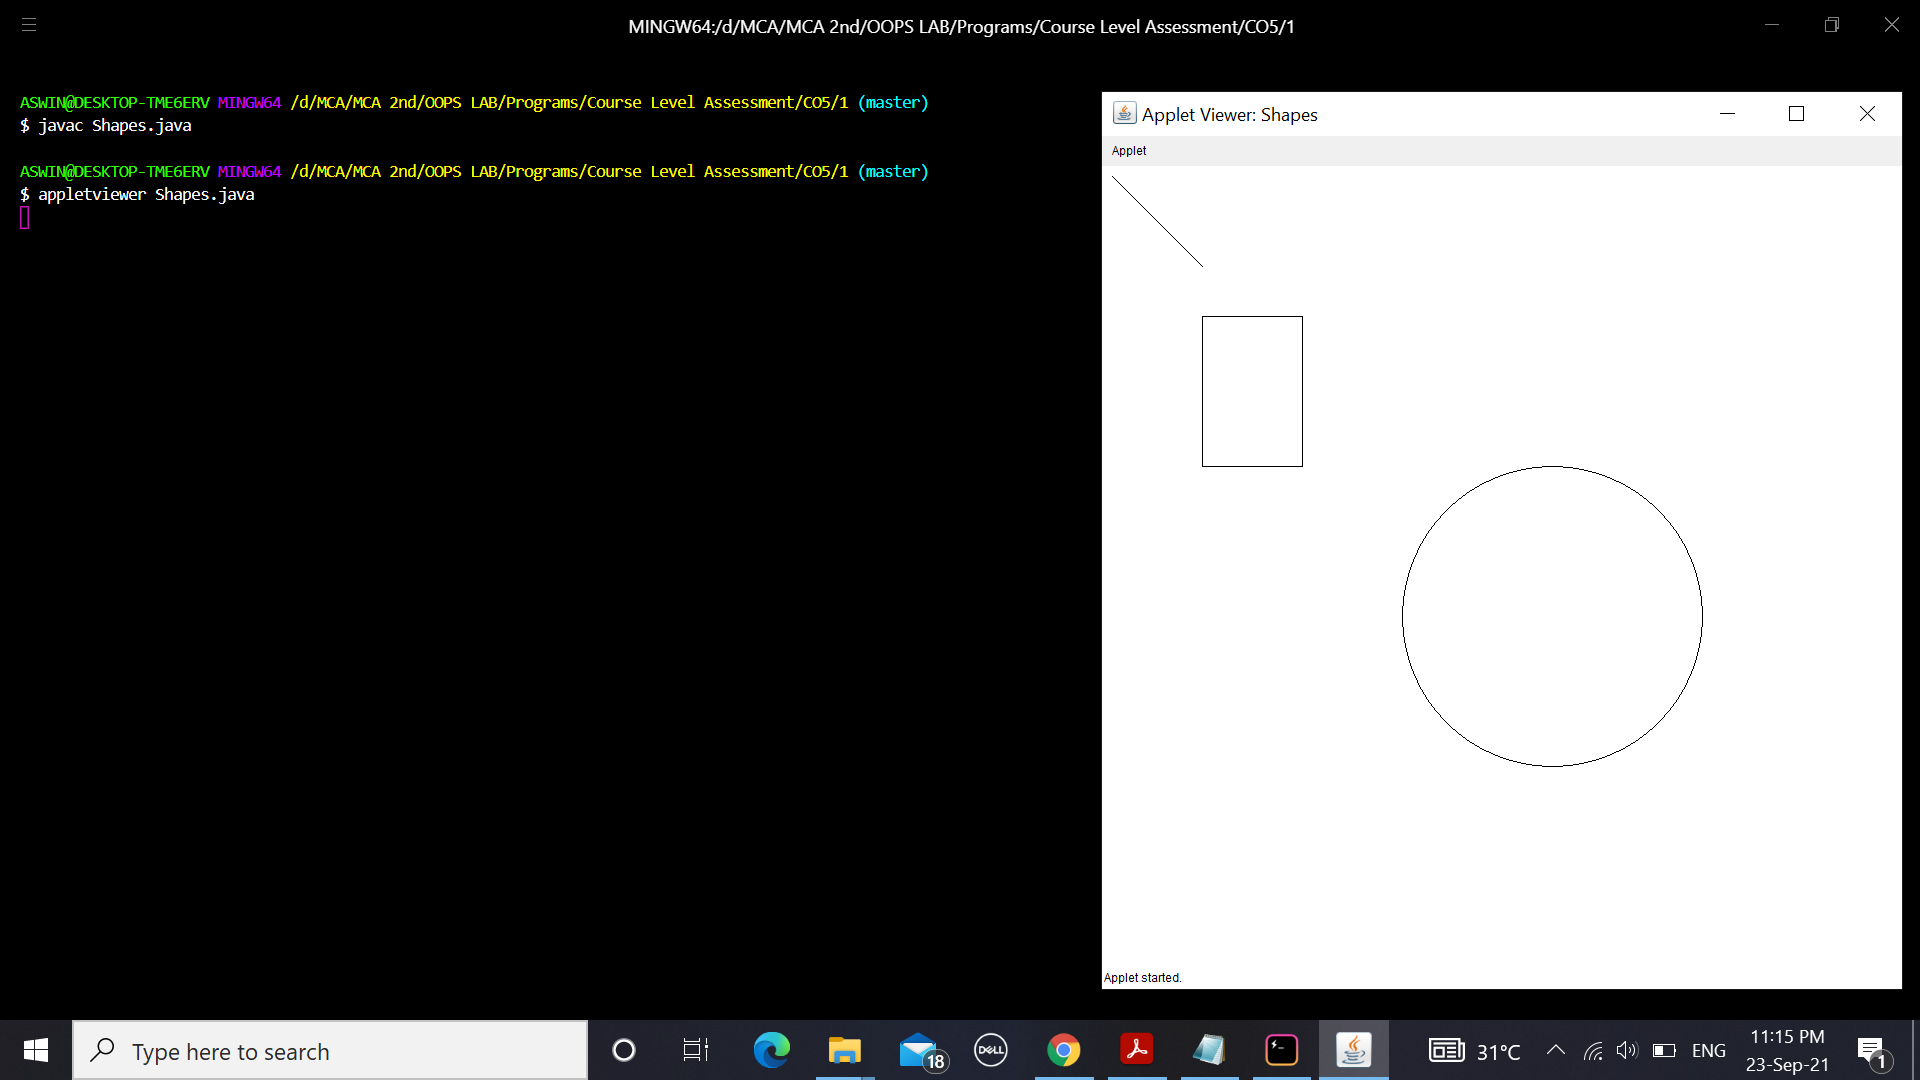 MINGW64:/d/MCA/MCA 2nd/OOPS LAB/Programs/Course Level Assessment/CO5/1
ASWIN@DESKTOP-TME6ERV MINGW64 /d/MCA/MCA 2nd/OOPS LAB/Programs/Course Level Assessment/CO5/1 (master)
$ javac Shapes.java
ASWIN@DESKTOP-TME6ERV MINGW64 /d/MCA/MCA 2nd/OOPS LAB/Programs/Course Level Assessment/CO5/1 (master)
$ appletviewer Shapes.java
Applet Viewer: Shapes
Applet
Applet started.
Type here to search
18
DELL
31°C
ENG
11:15 PM
23-Sep-21
1